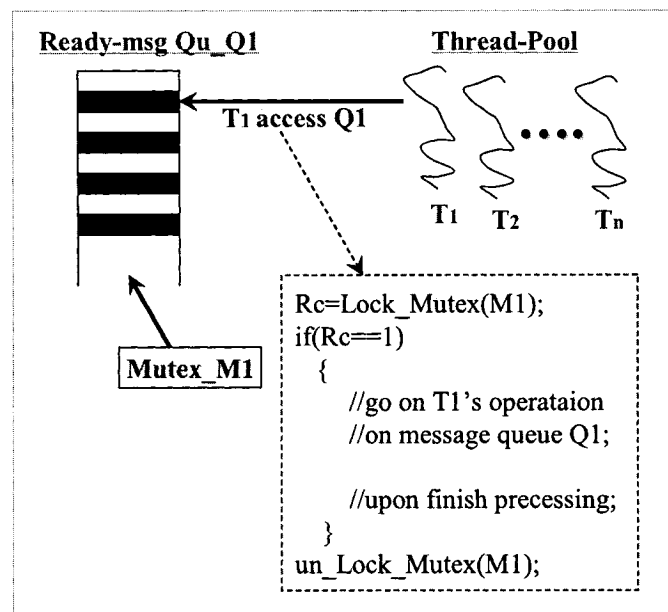 Ready-msg Qu_Q1
Thread-Pool
T1 access Q1
T1
T2
Tn
Mutex_M1
Rc=Lock_Mutex(M1);
if(Rc==1)
{
//go on T1's operataion
//on message queue Q1;
//upon finish precessing;
}
un_Lock_Mutex(M1);